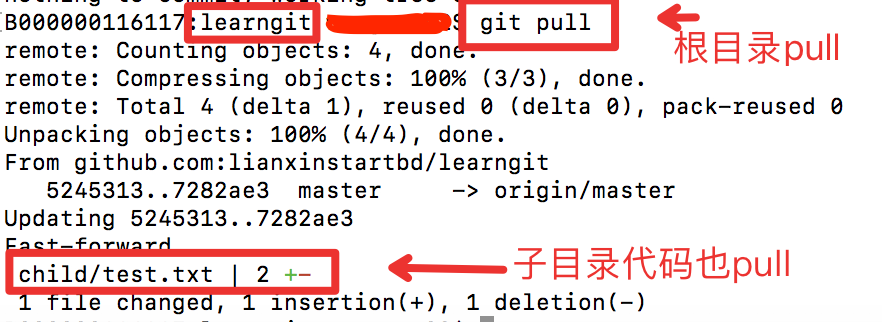 B000000116117:learngit $ git pull
根目录pull
remote: Counting objects: 4, done.
remote: Compressing objects: 100% (3/3), done.
remote: Total 4 (delta 1), reused 0 (delta 0), pack-reused 0
Unpacking objects: 100% (4/4), done.
From github.com:lianxinstartbd/learngit
5245313..7282ae3 master -> origin/master
Updating 5245313..7282ae3
Fast-forward
child/test.txt | 2 +-
子目录代码也pull
1 file changed, 1 insertion(+), 1 deletion(-)